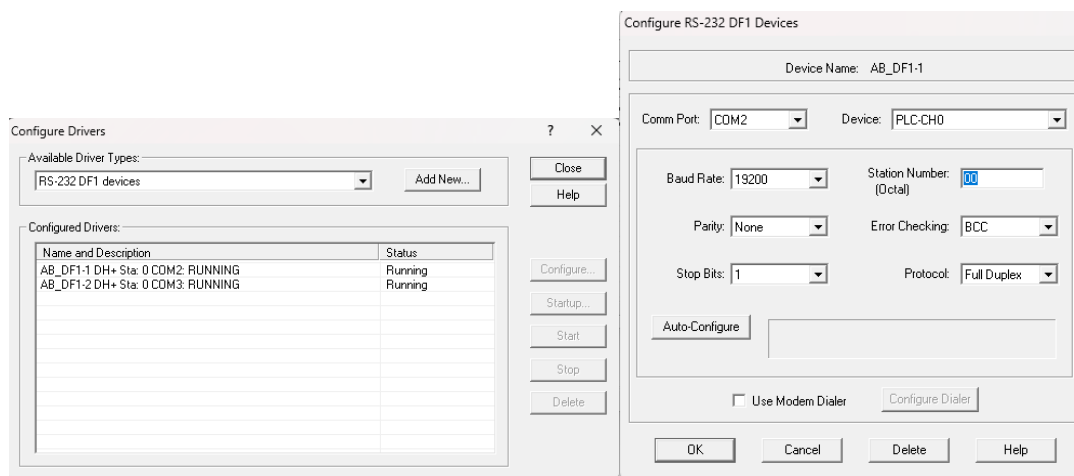 Configure Drivers ? ×
Available Driver Types:
RS-232 DF1 devices
Add New...
Close
Help
Configured Drivers:
Name and Description Status
AB_DF1-1 DH+ Sta: 0 COM2: RUNNING Running
AB_DF1-2 DH+ Sta: 0 COM3: RUNNING Running
Configure...
Startup...
Start
Stop
Delete
Configure RS-232 DF1 Devices
Device Name: AB_DF1-1
Comm Port: COM2 Device: PLC-CH0
Baud Rate: 19200 Station Number: 00
(Octal)
Parity: None Error Checking: BCC
Stop Bits: 1 Protocol: Full Duplex
Auto-Configure
Use Modem Dialer Configure Dialer
OK Cancel Delete Help